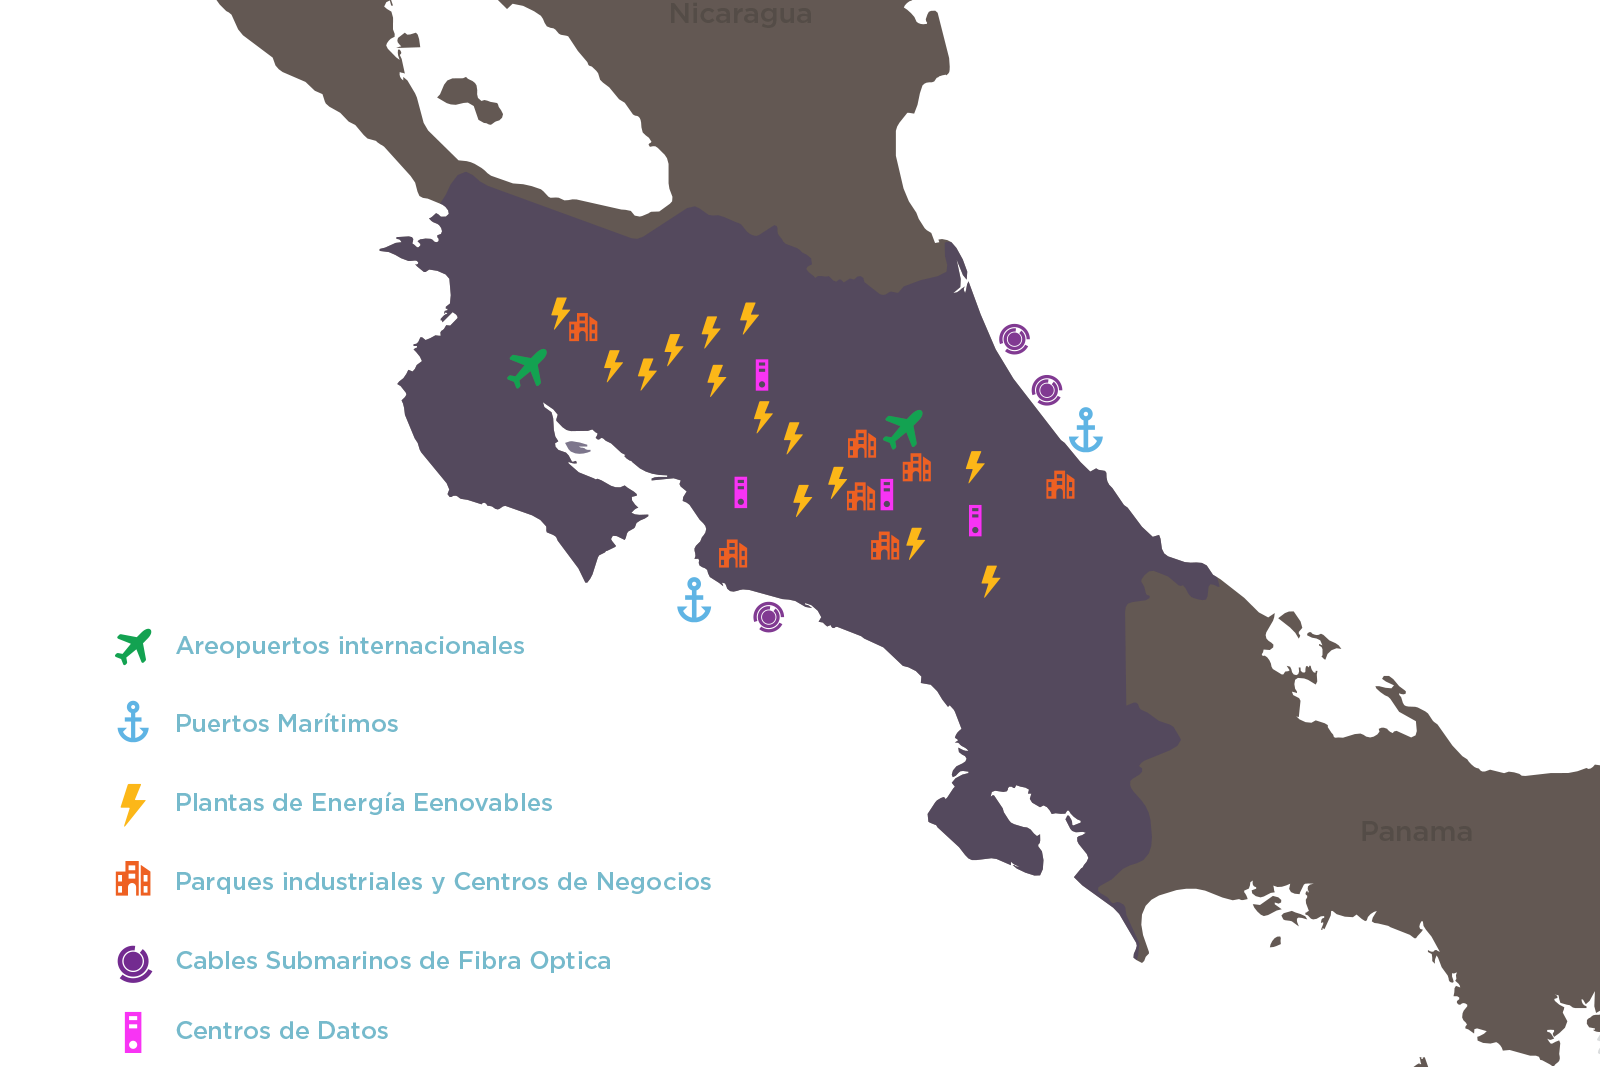 Nicaragua
Areopuertos internacionales
Puertos Marítimos
Plantas de Energía Eenovables
Panama
Parques industriales y Centros de Negocios
Cables Submarinos de Fibra Optica
Centros de Datos